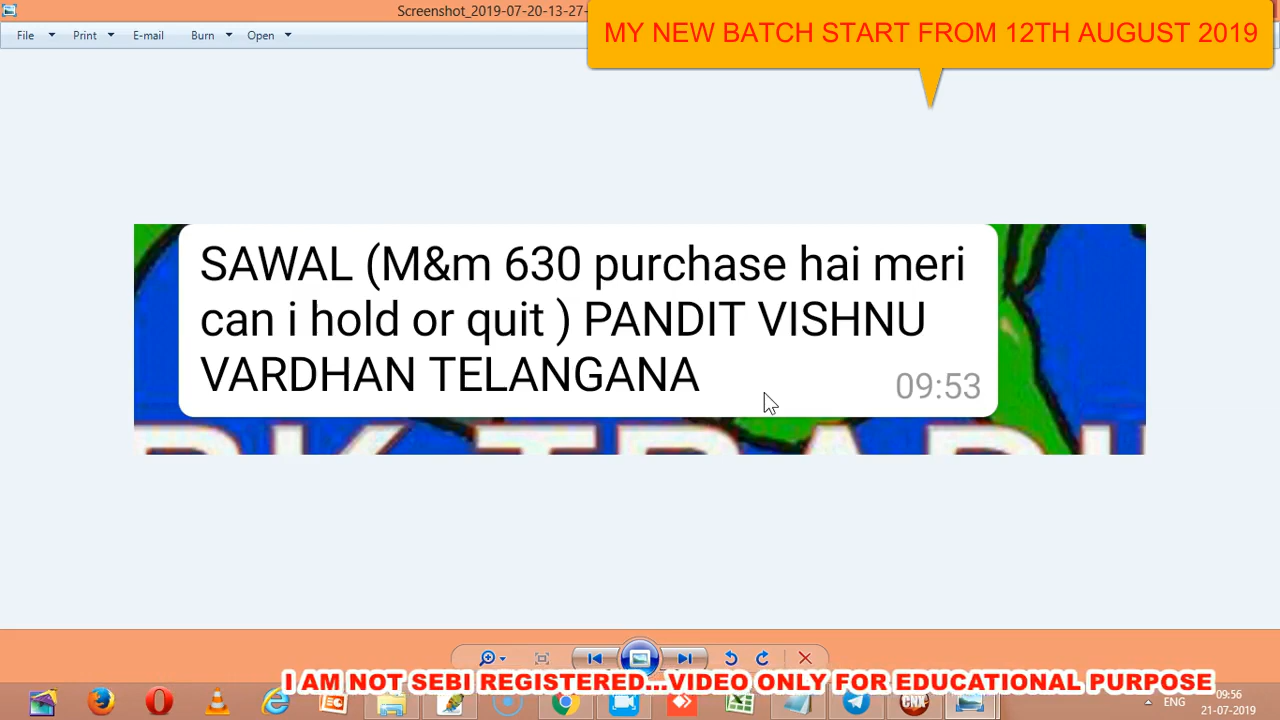 Screenshot_2019-07-20-13-27-
MY NEW BATCH START FROM 12TH AUGUST 2019
File Print E-mail Burn Open
SAWAL (M&m 630 purchase hai meri
can i hold or quit ) PANDIT VISHNU
VARDHAN TELANGANA
09:53
I AM NOT SEBI REGISTERED...VIDEO ONLY FOR EDUCATIONAL PURPOSE
CNX
ENG
09:56
21-07-2019